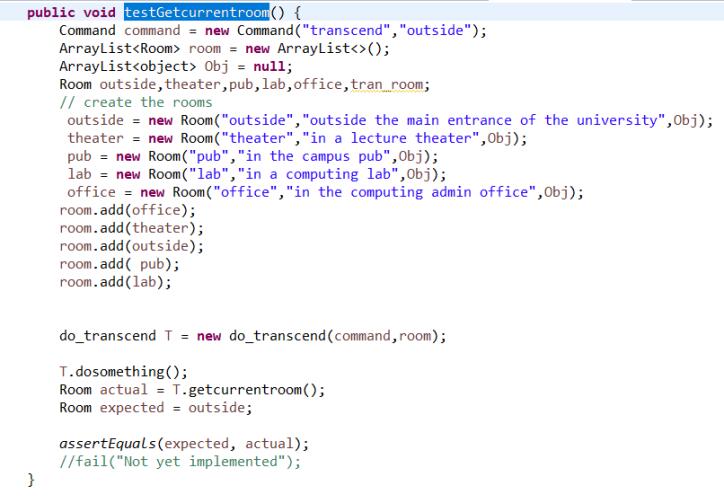 public void testGetcurrentroom() {
Command command = new Command("transcend","outside");
ArrayList<Room> room = new ArrayList<>();
ArrayList<object> Obj = null;
Room outside,theater,pub,lab,office,tran_room;
// create the rooms
outside = new Room("outside","outside the main entrance of the university",Obj);
theater = new Room("theater","in a lecture theater",Obj);
pub = new Room("pub","in the campus pub",Obj);
lab = new Room("lab","in a computing lab",Obj);
office = new Room("office","in the computing admin office",Obj);
room.add(office);
room.add(theater);
room.add(outside);
room.add( pub);
room.add(lab);
do_transcend T = new do_transcend(command,room);
T.dosomething();
Room actual = T.getcurrentroom();
Room expected = outside;
assertEquals(expected, actual);
//fail("Not yet implemented");
}